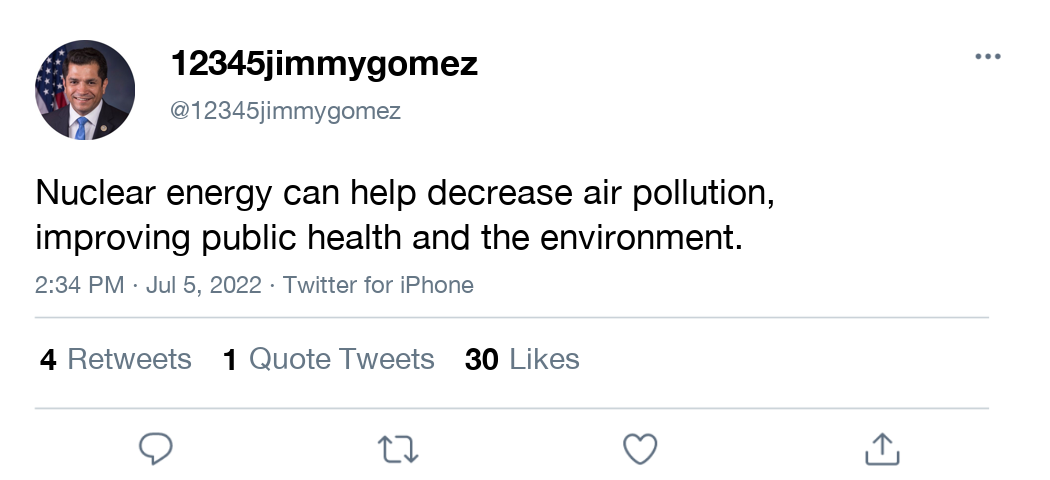 12345jimmygomez
@12345jimmygomez
Nuclear energy can help decrease air pollution,
improving public health and the environment.
2:34 PM · Jul 5, 2022 · Twitter for iPhone
4 Retweets 1 Quote Tweets 30 Likes